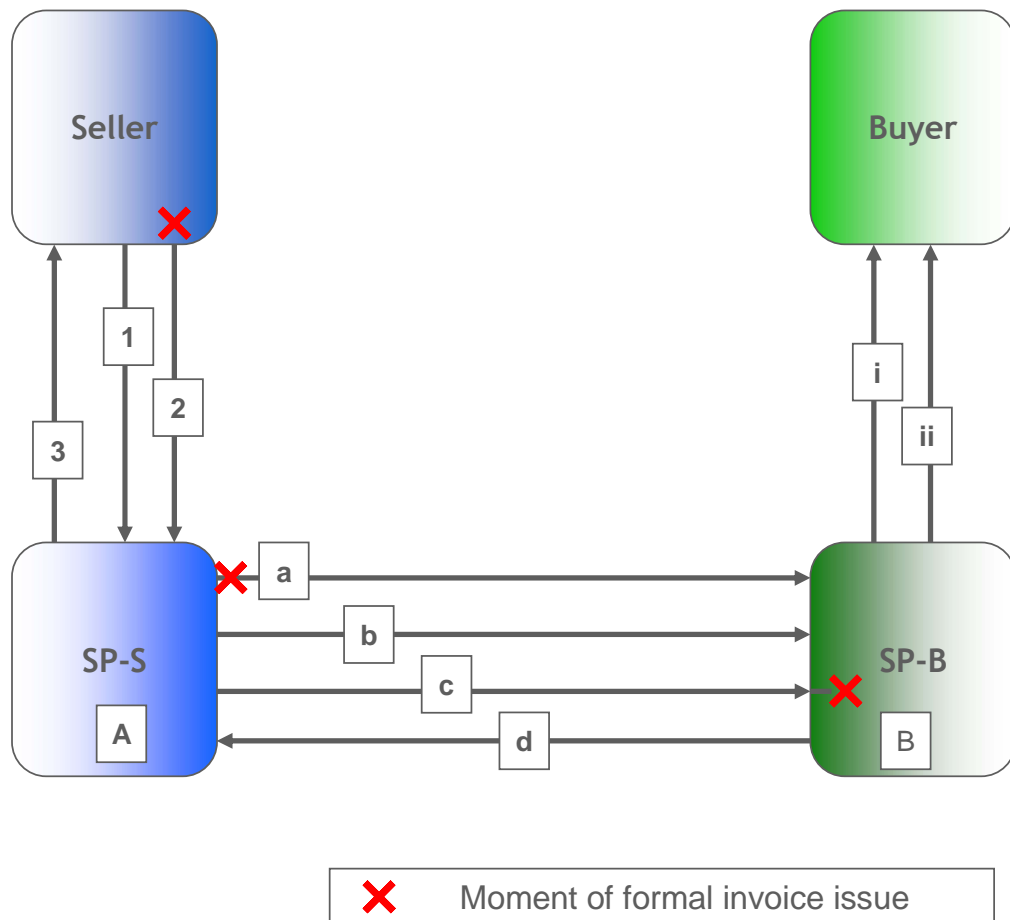 Seller
Buyer
1
i
2
3
ii
a
b
SP-S
SP-B
c
A
d
B
Moment of formal invoice issue